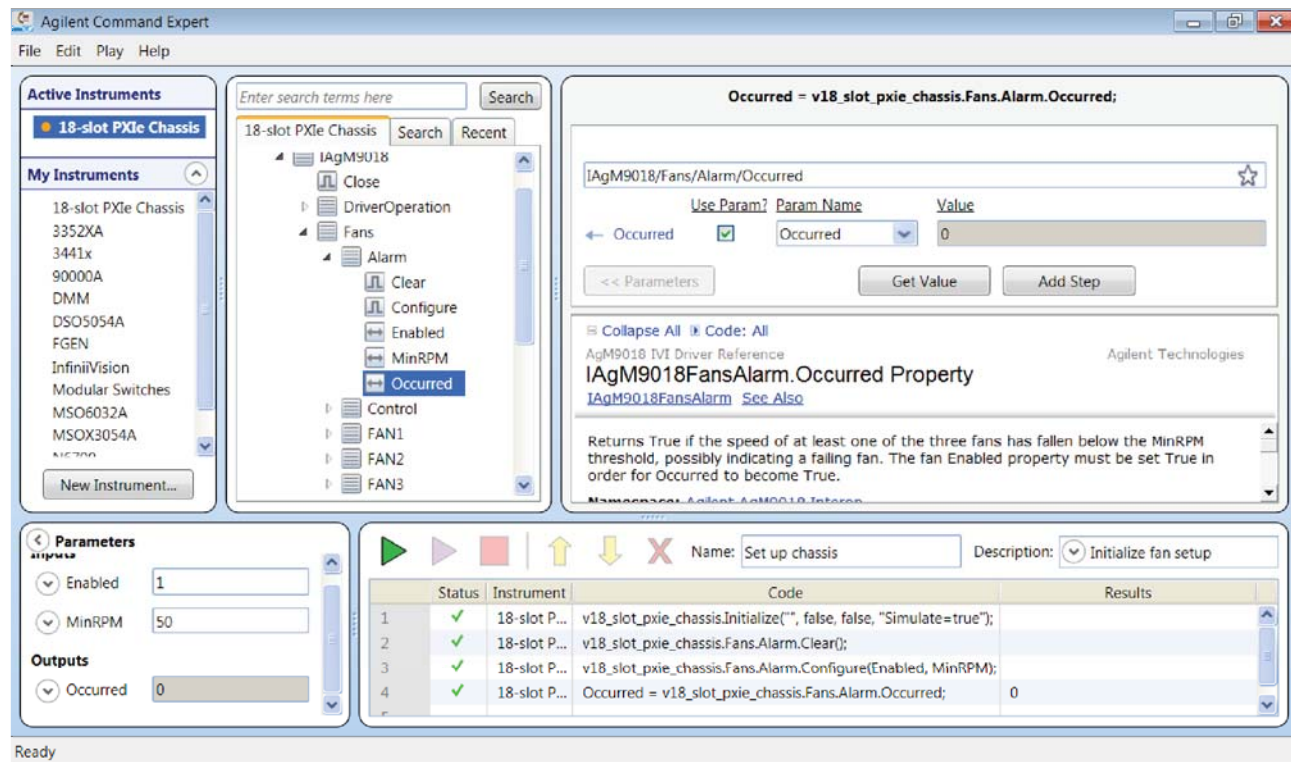 Agilent Command Expert
File Edit Play Help
Active Instruments
18-slot PXIe Chassis
My Instruments
18-slot PXIe Chassis
3352XA
3441x
90000A
DMM
DSO5054A
FGEN
InfiniiVision
Modular Switches
MSO6032A
MSOX3054A
New Instrument...
Enter search terms here
Search
18-slot PXIe Chassis Search Recent
IAgM9018
Close
DriverOperation
Fans
Alarm
Clear
Configure
Enabled
MinRPM
Occurred
Control
FAN1
FAN2
FAN3
Occurred = v18_slot_pxie_chassis.Fans.Alarm.Occurred;
IAgM9018/Fans/Alarm/Occurred
Use Param? Param Name Value
Occurred Occurred 0
<< Parameters Get Value Add Step
Collapse All Code: All
AgM9018 IVI Driver Reference Agilent Technologies
IAgM9018FansAlarm.Occurred Property
IAgM9018FansAlarm See Also
Returns True if the speed of at least one of the three fans has fallen below the MinRPM
threshold, possibly indicating a failing fan. The fan Enabled property must be set True in
order for Occurred to become True.
Namespace: Agilent.AgM9018.Interop
Parameters
Inputs
Enabled 1
MinRPM 50
Outputs
Occurred 0
Name: Set up chassis Description: Initialize fan setup
Status Instrument Code Results
1 18-slot P... v18_slot_pxie_chassis.Initialize("", false, false, "Simulate=true");
2 18-slot P... v18_slot_pxie_chassis.Fans.Alarm.Clear();
3 18-slot P... v18_slot_pxie_chassis.Fans.Alarm.Configure(Enabled, MinRPM);
4 18-slot P... Occurred = v18_slot_pxie_chassis.Fans.Alarm.Occurred; 0
Ready